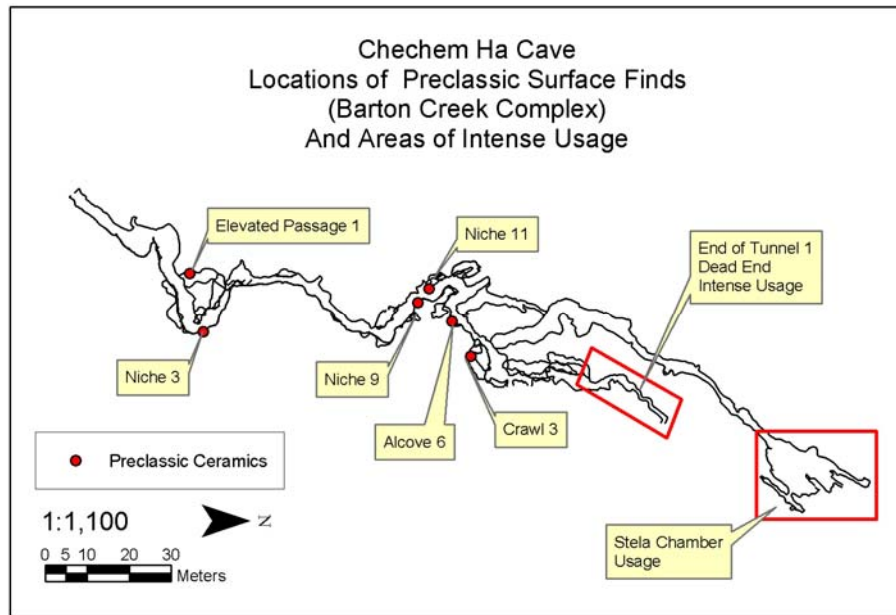 Chechem Ha Cave
Locations of Preclassic Surface Finds
(Barton Creek Complex)
And Areas of Intense Usage
Elevated Passage 1
Niche 11
End of Tunnel 1
Dead End
Intense Usage
Niche 3
Niche 9
Alcove 6
Crawl 3
Preclassic Ceramics
1:1,100
N
0 5 10 20 30
Meters
Stela Chamber
Usage